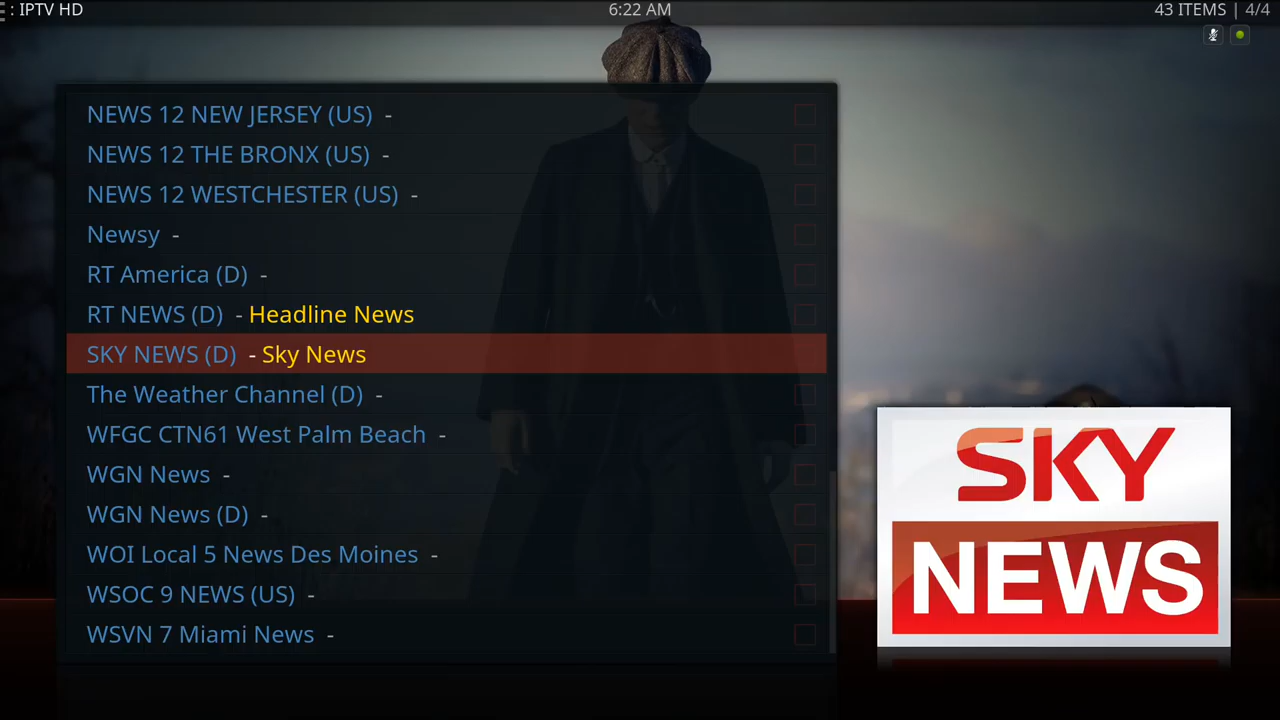 : IPTV HD
6:22 AM
43 ITEMS | 4/4
NEWS 12 NEW JERSEY (US) -
NEWS 12 THE BRONX (US) -
NEWS 12 WESTCHESTER (US) -
Newsy -
RT America (D) -
RT NEWS (D) - Headline News
SKY NEWS (D) - Sky News
The Weather Channel (D) -
WFGC CTN61 West Palm Beach -
WGN News -
WGN News (D) -
WOI Local 5 News Des Moines -
WSOC 9 NEWS (US) -
WSVN 7 Miami News -
SKY
NEWS